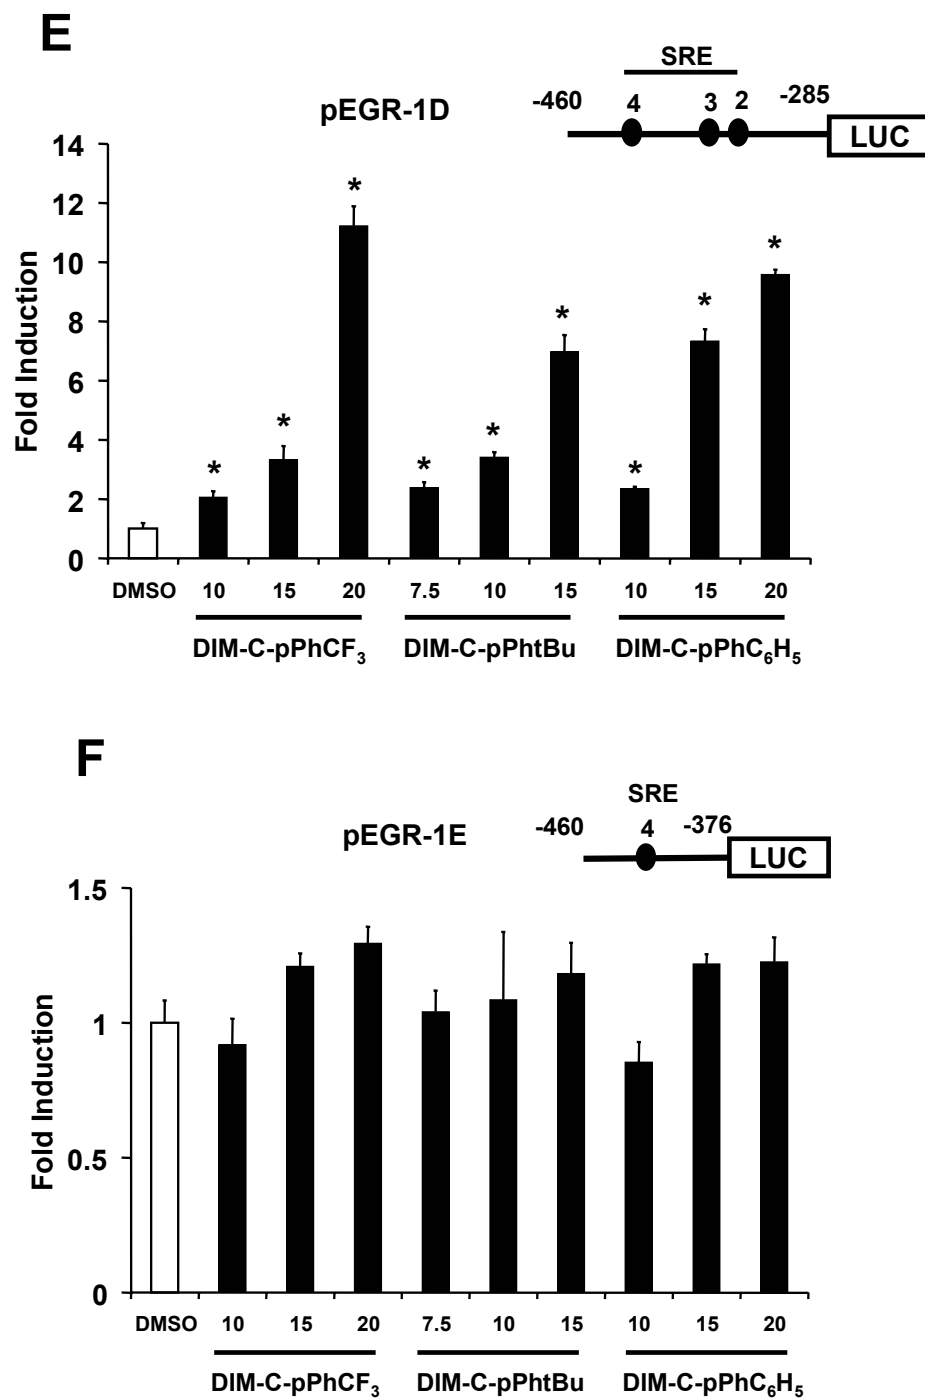 E
SRE
pEGR-1D
-460 4 3 2 -285
LUC
Fold Induction
14
12
10
8
6
4
2
0
* * * * * * * * *
DMSO 10 15 20 7.5 10 15 10 15 20
DIM-C-pPhCF₃ DIM-C-pPhtBu DIM-C-pPhC₆H₅
F
SRE
pEGR-1E
-460 4 -376
LUC
Fold Induction
1.5
1
0.5
0
DMSO 10 15 20 7.5 10 15 10 15 20
DIM-C-pPhCF₃ DIM-C-pPhtBu DIM-C-pPhC₆H₅